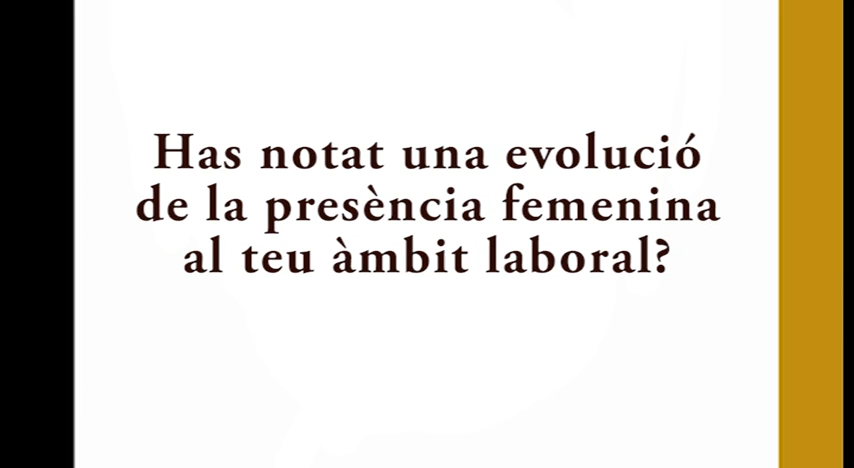 Has notat una evolució
de la presència femenina
al teu àmbit laboral?